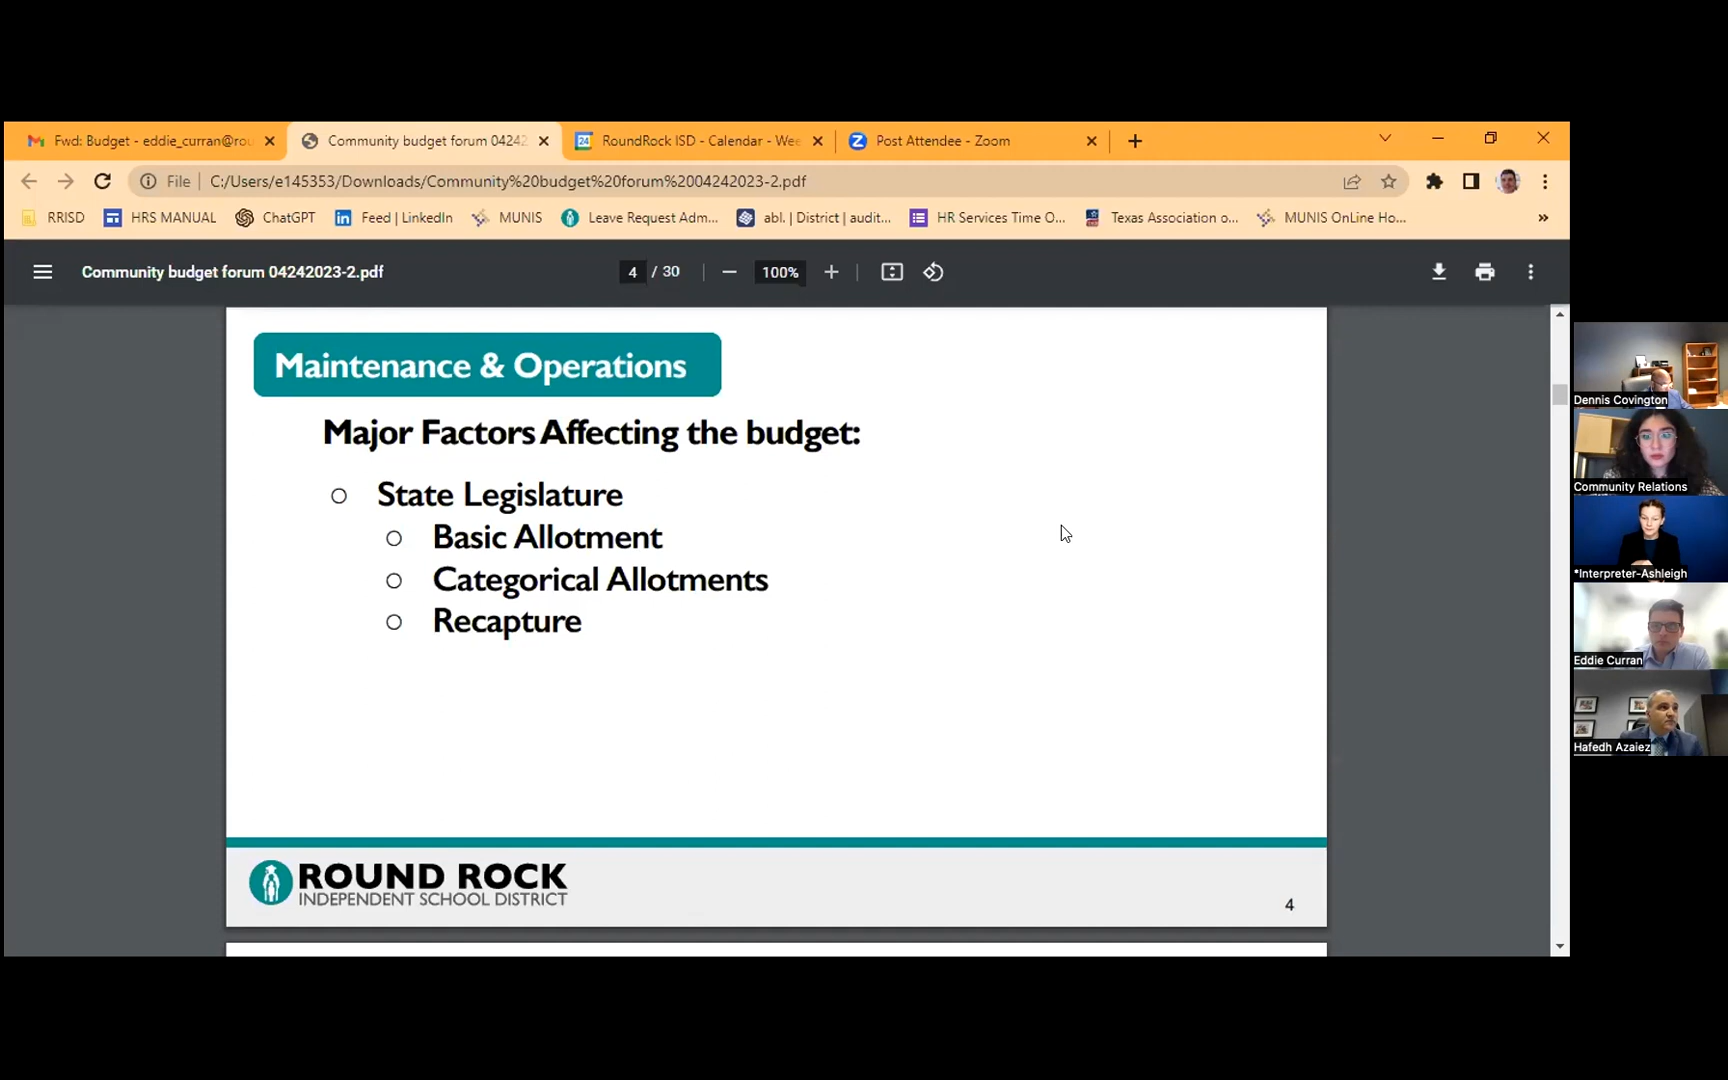 Fwd: Budget - eddie_curran@rou
Community budget forum 04242
RoundRock ISD - Calendar - Wee
Post Attendee - Zoom
File
C:/Users/e145353/Downloads/Community%20budget%20forum%2004242023-2.pdf
RRISD
HRS MANUAL
ChatGPT
Feed | LinkedIn
MUNIS
Leave Request Adm...
abl. | District | audit...
HR Services Time O...
Texas Association o...
MUNIS OnLine Ho...
Community budget forum 04242023-2.pdf
4 / 30
100%
Maintenance & Operations
Major Factors Affecting the budget:
State Legislature
Basic Allotment
Categorical Allotments
Recapture
ROUND ROCK
INDEPENDENT SCHOOL DISTRICT
4
Dennis Covington
Community Relations
*Interpreter-Ashleigh
Eddie Curran
Hafedh Azaiez